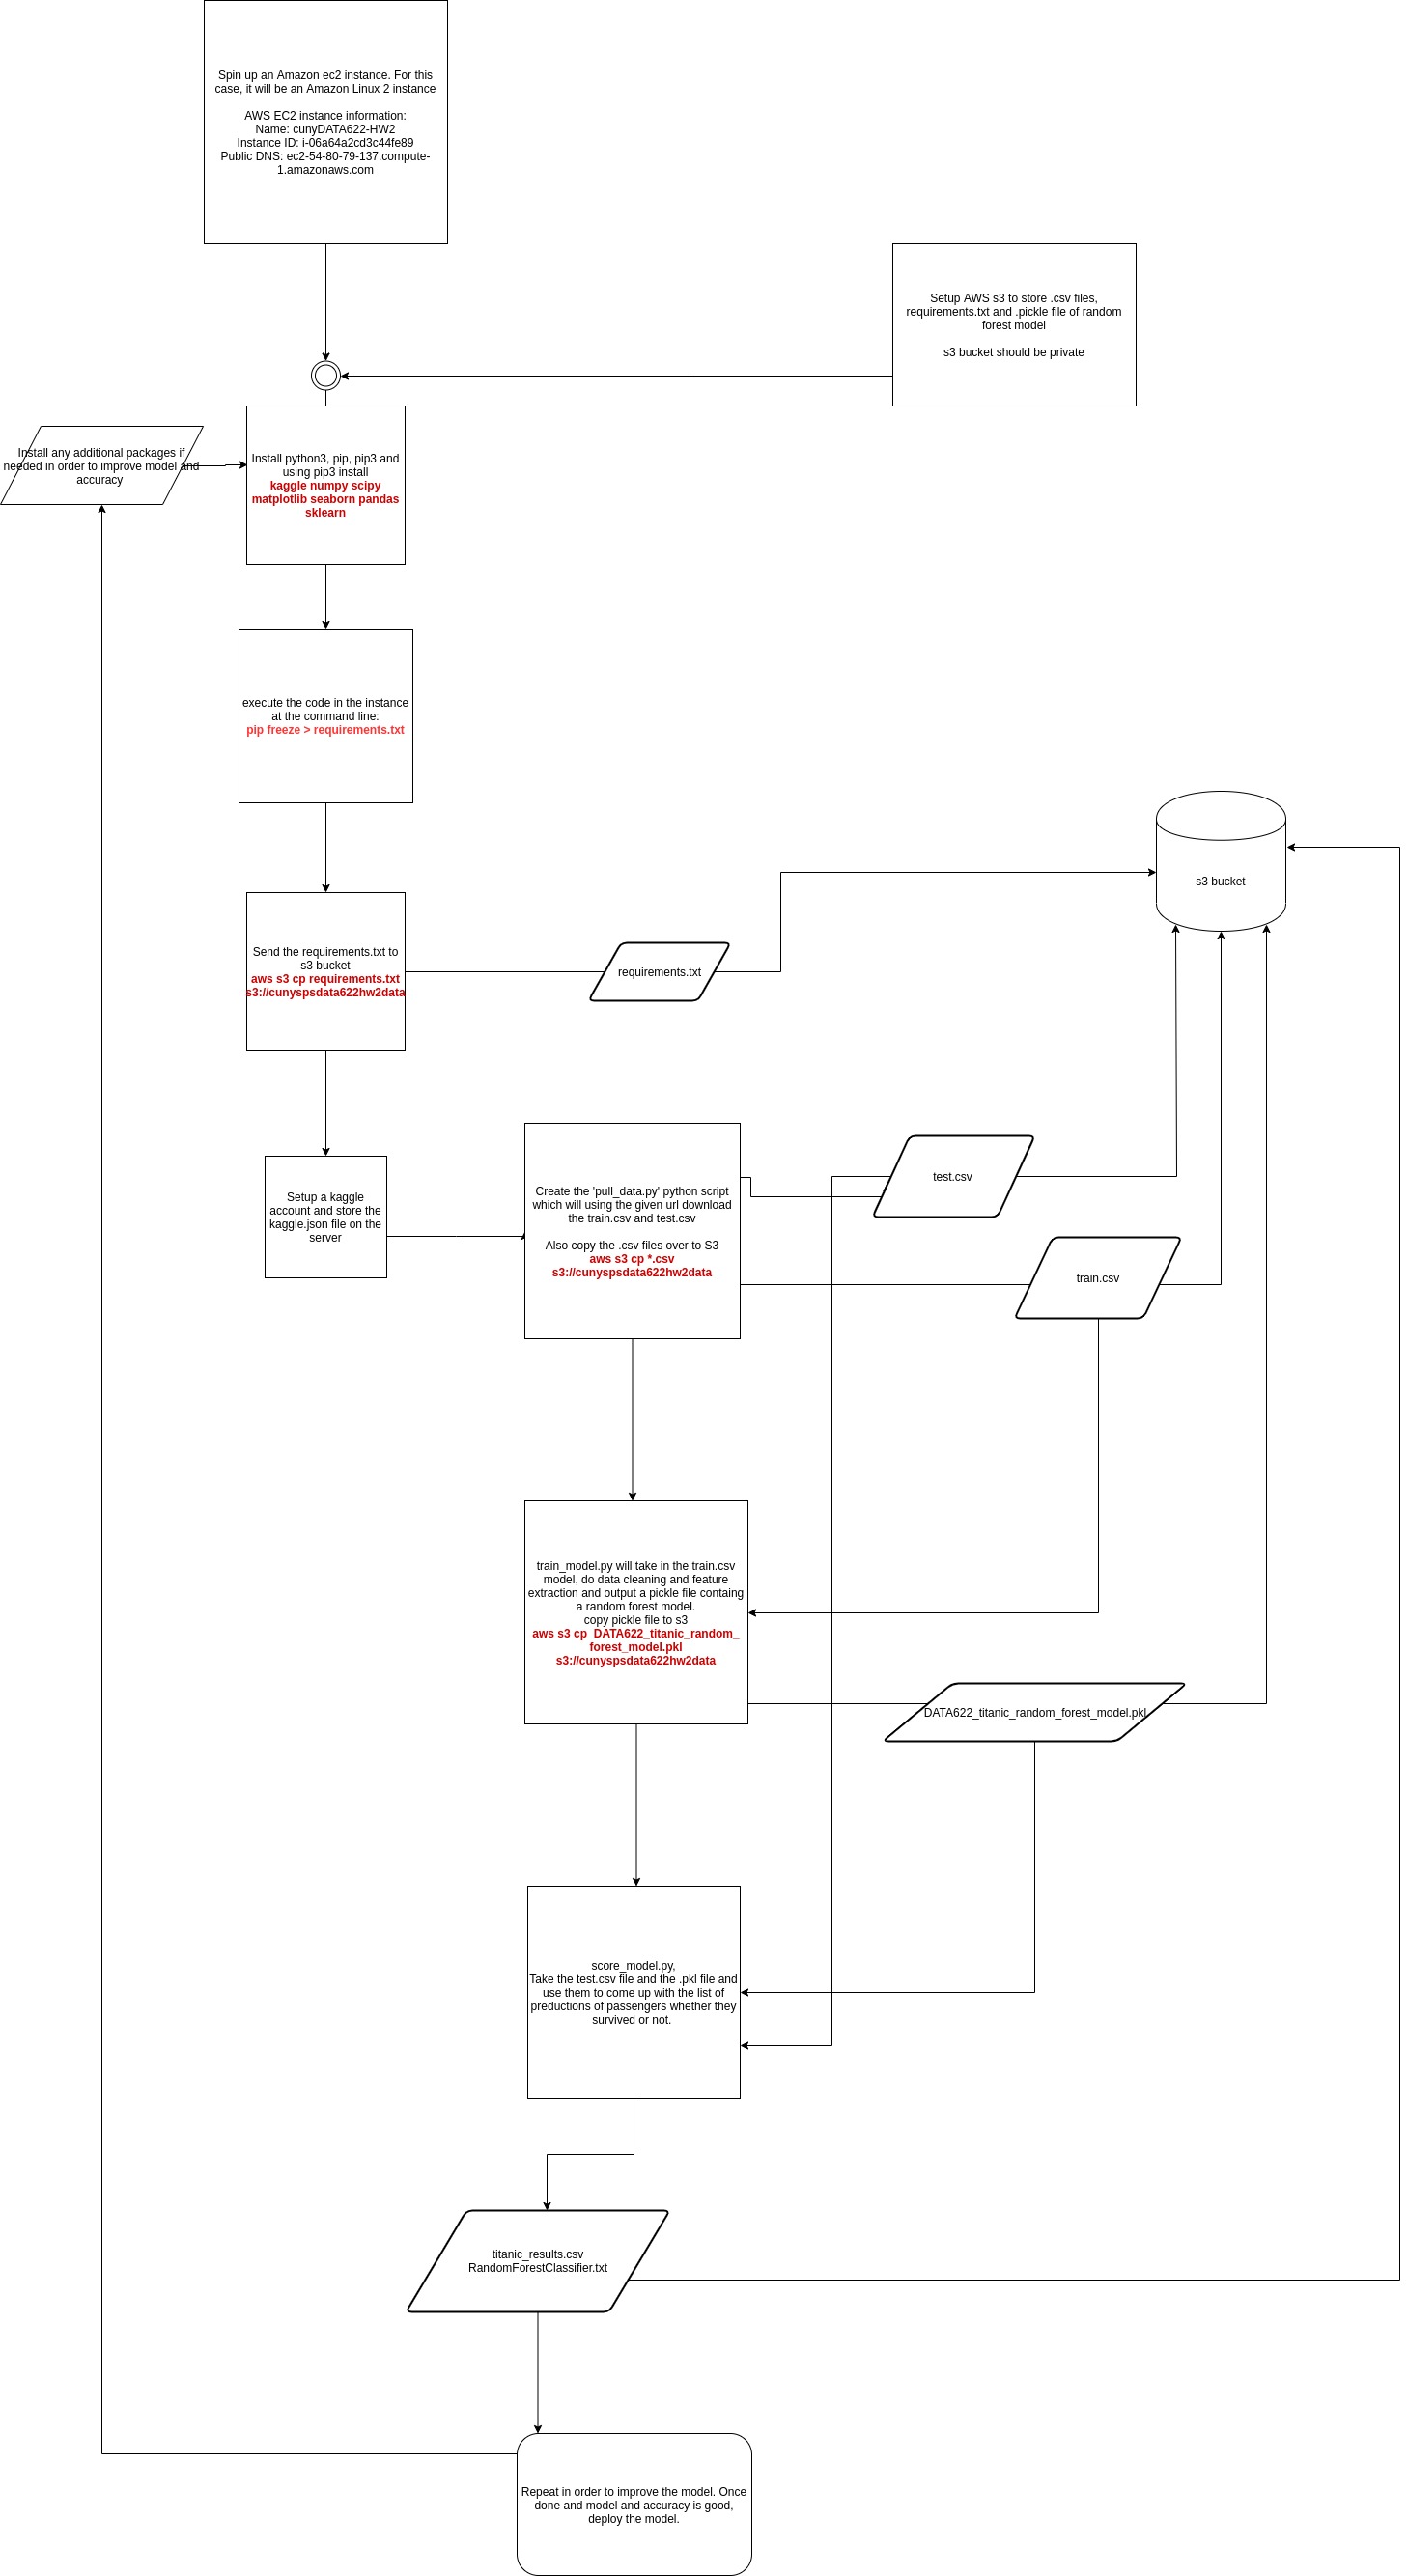 Spin up an Amazon ec2 instance. For this
case, it will be an Amazon Linux 2 instance
AWS EC2 instance information:
Name: cunyDATA622-HW2
Instance ID: i-06a64a2cd3c44fe89
Public DNS: ec2-54-80-79-137.compute-
1.amazonaws.com
Setup AWS s3 to store .csv files,
requirements.txt and .pickle file of random
forest model
s3 bucket should be private
Install any additional packages if
needed in order to improve model and
accuracy
Install python3, pip, pip3 and
using pip3 install
kaggle numpy scipy
matplotlib seaborn pandas
sklearn
execute the code in the instance
at the command line:
pip freeze > requirements.txt
s3 bucket
Send the requirements.txt to
s3 bucket
aws s3 cp requirements.txt
s3://cunyspsdata622hw2data
requirements.txt
Setup a kaggle
account and store the
kaggle.json file on the
server
Create the 'pull_data.py' python script
which will using the given url download
the train.csv and test.csv
Also copy the .csv files over to S3
aws s3 cp *.csv
s3://cunyspsdata622hw2data
test.csv
train.csv
train_model.py will take in the train.csv
model, do data cleaning and feature
extraction and output a pickle file containg
a random forest model.
copy pickle file to s3
aws s3 cp  DATA622_titanic_random_
forest_model.pkl
s3://cunyspsdata622hw2data
DATA622_titanic_random_forest_model.pkl
score_model.py,
Take the test.csv file and the .pkl file and
use them to come up with the list of
preductions of passengers whether they
survived or not.
titanic_results.csv
RandomForestClassifier.txt
Repeat in order to improve the model. Once
done and model and accuracy is good,
deploy the model.